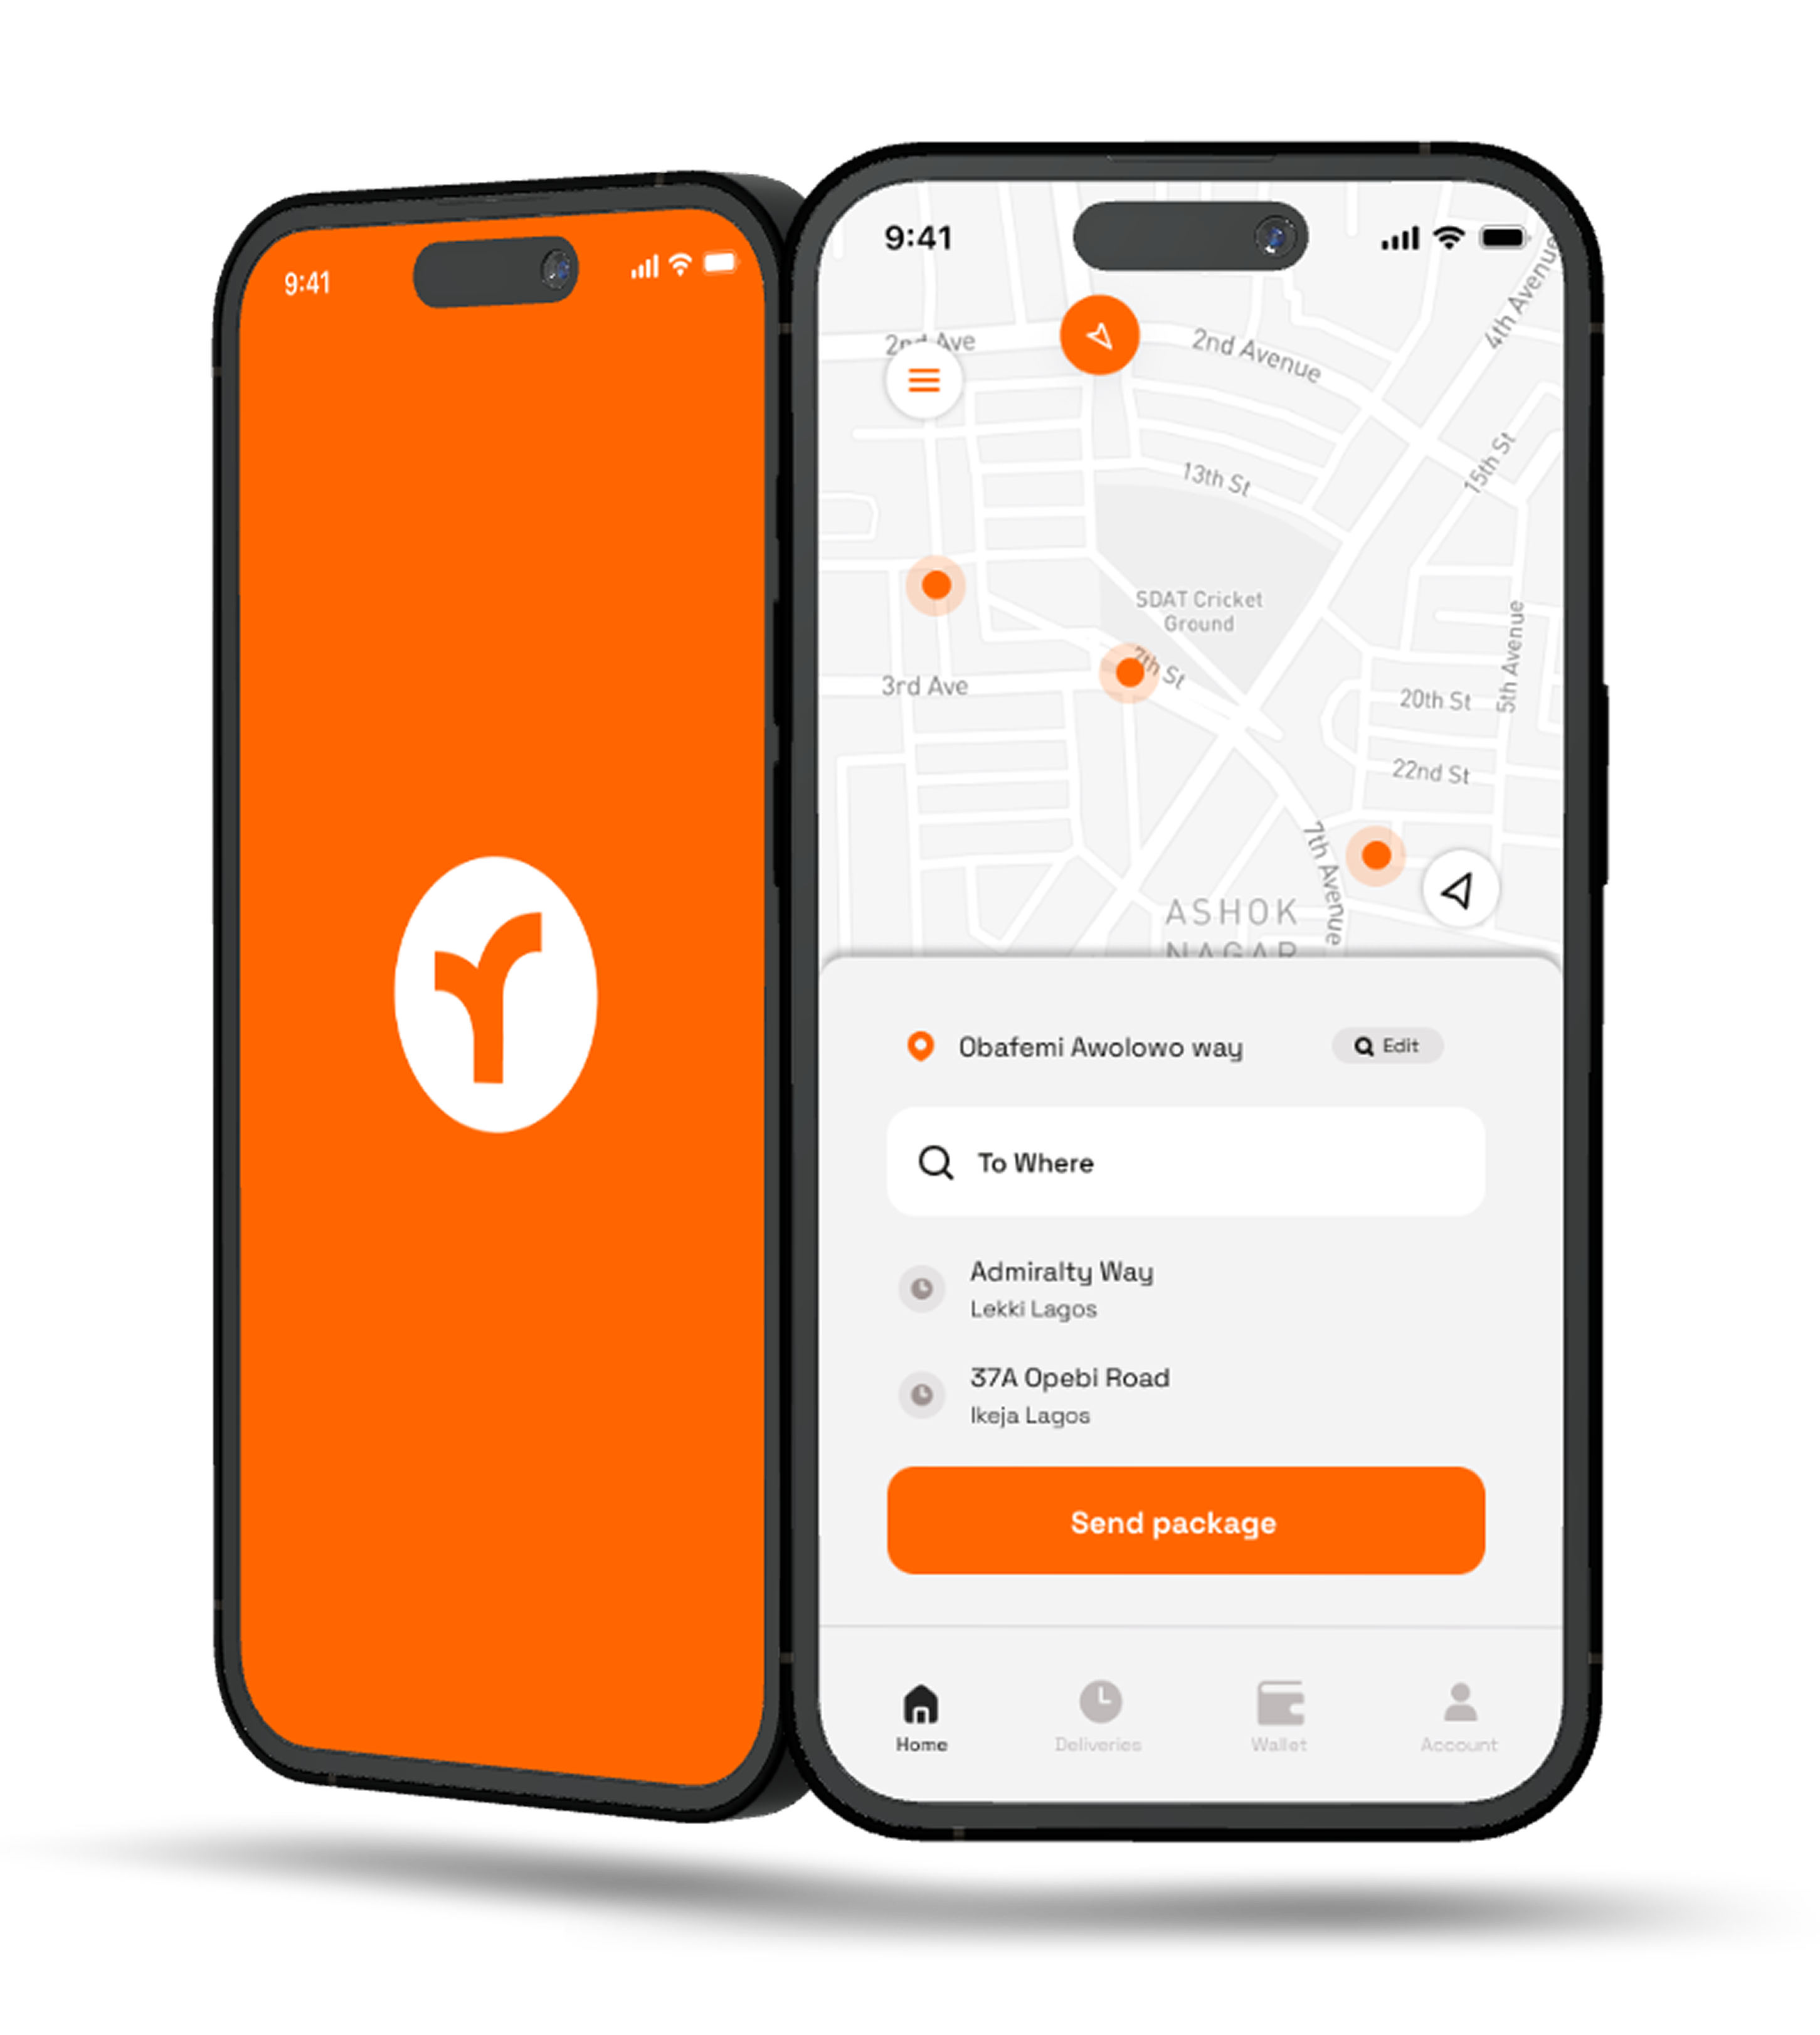 9:41
9:41
2nd Ave
2nd Avenue
4th Avenue
13th St
15th St
SDAT Cricket
Ground
7th St
3rd Ave
5th Avenue
20th St
22nd St
7th Avenue
ASHOK
NAGAR
Obafemi Awolowo way
Edit
To Where
Admiralty Way
Lekki Lagos
37A Opebi Road
Ikeja Lagos
Send package
Home
Deliveries
Wallet
Account